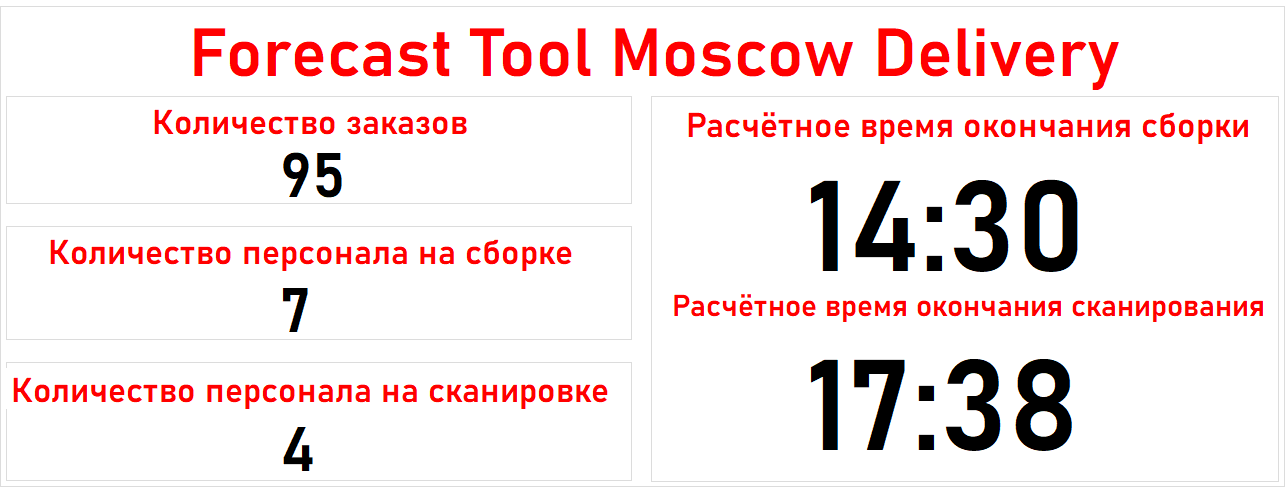 Forecast Tool Moscow Delivery
Количество заказов
95
Количество персонала на сборке
7
Количество персонала на сканировке
4
Расчётное время окончания сборки
14:30
Расчётное время окончания сканирования
17:38